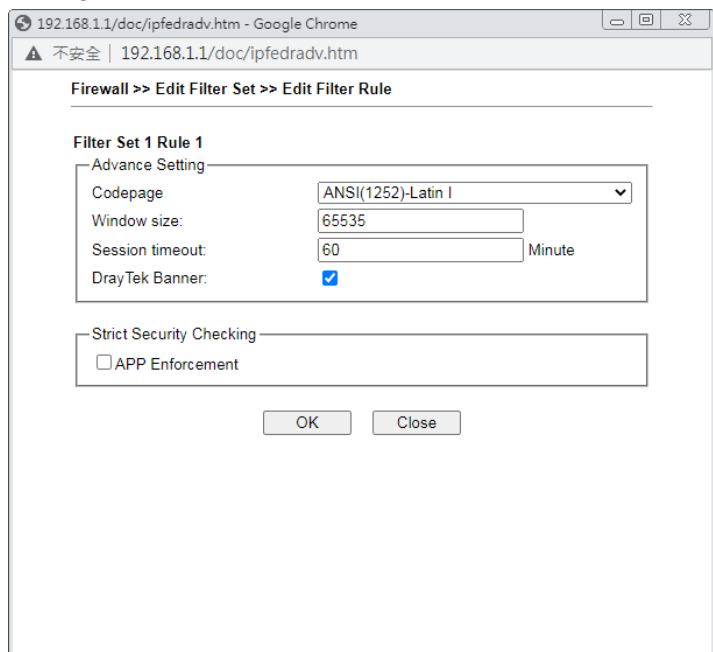 192.168.1.1/doc/ipfedradv.htm - Google Chrome
不安全 | 192.168.1.1/doc/ipfedradv.htm
Firewall >> Edit Filter Set >> Edit Filter Rule
Filter Set 1 Rule 1
Advance Setting
Codepage ANSI(1252)-Latin I
Window size: 65535
Session timeout: 60 Minute
DrayTek Banner:
Strict Security Checking
APP Enforcement
OK Close